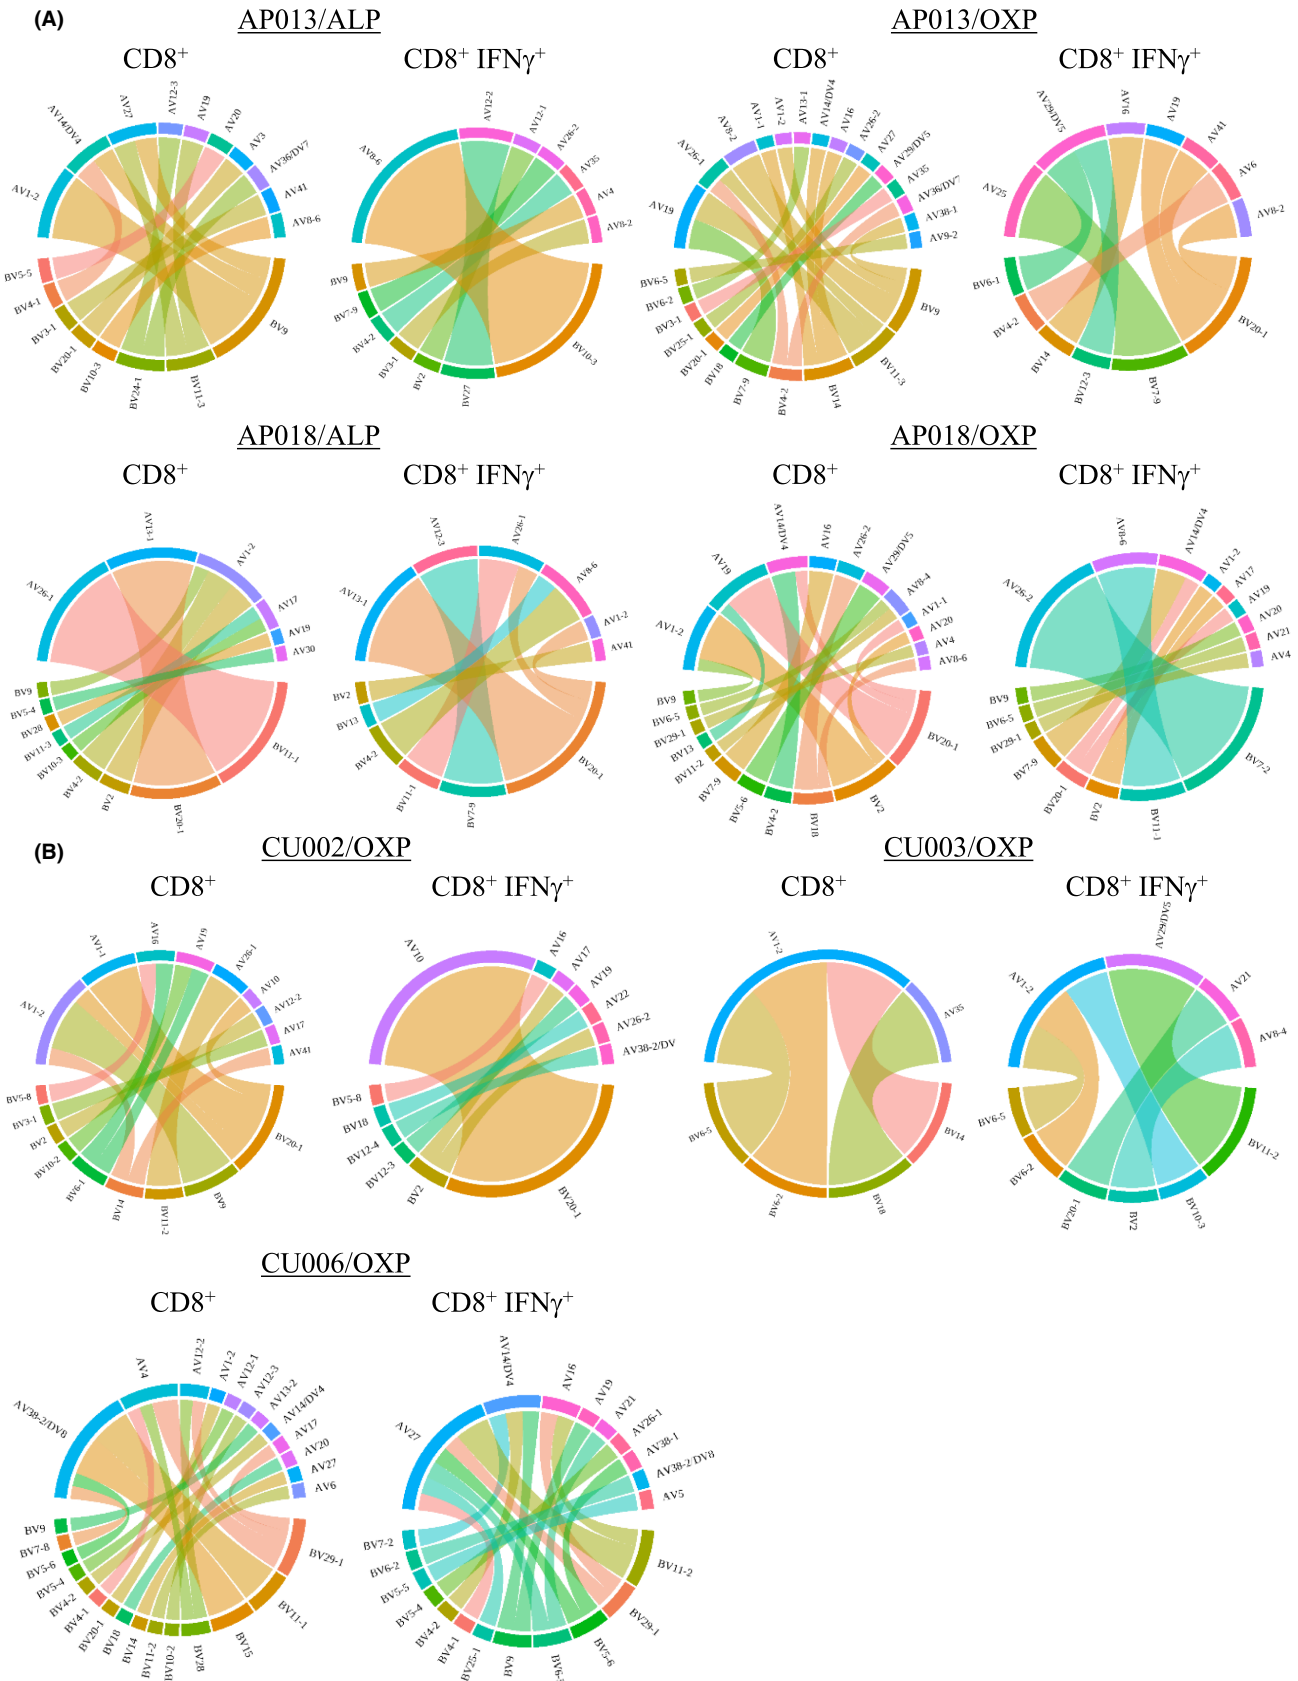 (A)
AP013/ALP
AP013/OXP
CD8+
CD8+ IFNγ+
CD8+
CD8+ IFNγ+
AV1-2
AV14/DV4
AV27
AV12-3
AV19
AV20
AV3
AV36/DV7
AV41
AV8-6
BV5-5
BV4-1
BV3-1
BV20-1
BV10-3
BV24-1
BV11-3
BV9
AV8-6
AV12-2
AV12-1
AV26-2
AV35
AV4
AV8-2
BV9
BV7-9
BV4-2
BV3-1
BV2
BV27
BV10-3
AV19
AV26-1
AV8-2
AV1-1
AV1-2
AV13-1
AV14/DV4
AV16
AV26-2
AV27
AV29/DV5
AV35
AV36/DV7
AV38-1
AV9-2
BV6-5
BV6-2
BV3-1
BV25-1
BV20-1
BV18
BV7-9
BV4-2
BV14
BV11-3
BV9
AV25
AV29/DV5
AV16
AV19
AV41
AV6
AV8-2
BV6-1
BV4-2
BV14
BV12-3
BV7-9
BV20-1
AP018/ALP
AP018/OXP
CD8+
CD8+ IFNγ+
CD8+
CD8+ IFNγ+
AV26-1
AV13-1
AV1-2
AV17
AV19
AV30
BV9
BV5-4
BV28
BV11-3
BV10-3
BV4-2
BV2
BV20-1
BV11-1
AV13-1
AV12-3
AV26-1
AV8-6
AV1-2
AV41
BV2
BV13
BV4-2
BV11-1
BV7-9
BV20-1
AV1-2
AV19
AV14/DV4
AV16
AV26-2
AV29/DV5
AV8-4
AV1-1
AV20
AV4
AV8-6
BV9
BV6-5
BV29-1
BV13
BV11-2
BV7-9
BV5-6
BV4-2
BV18
BV2
BV20-1
AV26-2
AV8-6
AV14/DV4
AV1-2
AV17
AV19
AV20
AV21
AV4
BV9
BV6-5
BV29-1
BV7-9
BV20-1
BV2
BV11-1
BV7-2
(B)
CU002/OXP
CU003/OXP
CD8+
CD8+ IFNγ+
CD8+
CD8+ IFNγ+
AV1-2
AV1-1
AV16
AV19
AV26-1
AV10
AV12-2
AV17
AV41
BV5-8
BV3-1
BV2
BV10-2
BV6-1
BV14
BV11-2
BV9
BV20-1
AV10
AV16
AV17
AV19
AV22
AV26-2
AV38-2/DV
BV5-8
BV18
BV12-4
BV12-3
BV2
BV20-1
AV1-2
AV35
BV6-5
BV6-2
BV18
BV14
AV1-2
AV29/DV5
AV21
AV8-4
BV6-5
BV6-2
BV20-1
BV2
BV10-3
BV11-2
CU006/OXP
CD8+
CD8+ IFNγ+
AV38-2/DV8
AV4
AV12-2
AV1-2
AV12-1
AV12-3
AV13-2
AV14/DV4
AV17
AV20
AV27
AV6
BV9
BV7-8
BV5-6
BV5-4
BV4-2
BV4-1
BV20-1
BV18
BV14
BV11-2
BV10-2
BV28
BV15
BV11-1
BV29-1
AV27
AV14/DV4
AV16
AV19
AV21
AV26-1
AV38-1
AV38-2/DV8
AV5
BV7-2
BV6-2
BV5-5
BV5-4
BV4-2
BV4-1
BV25-1
BV9
BV5-6
BV29-1
BV11-2